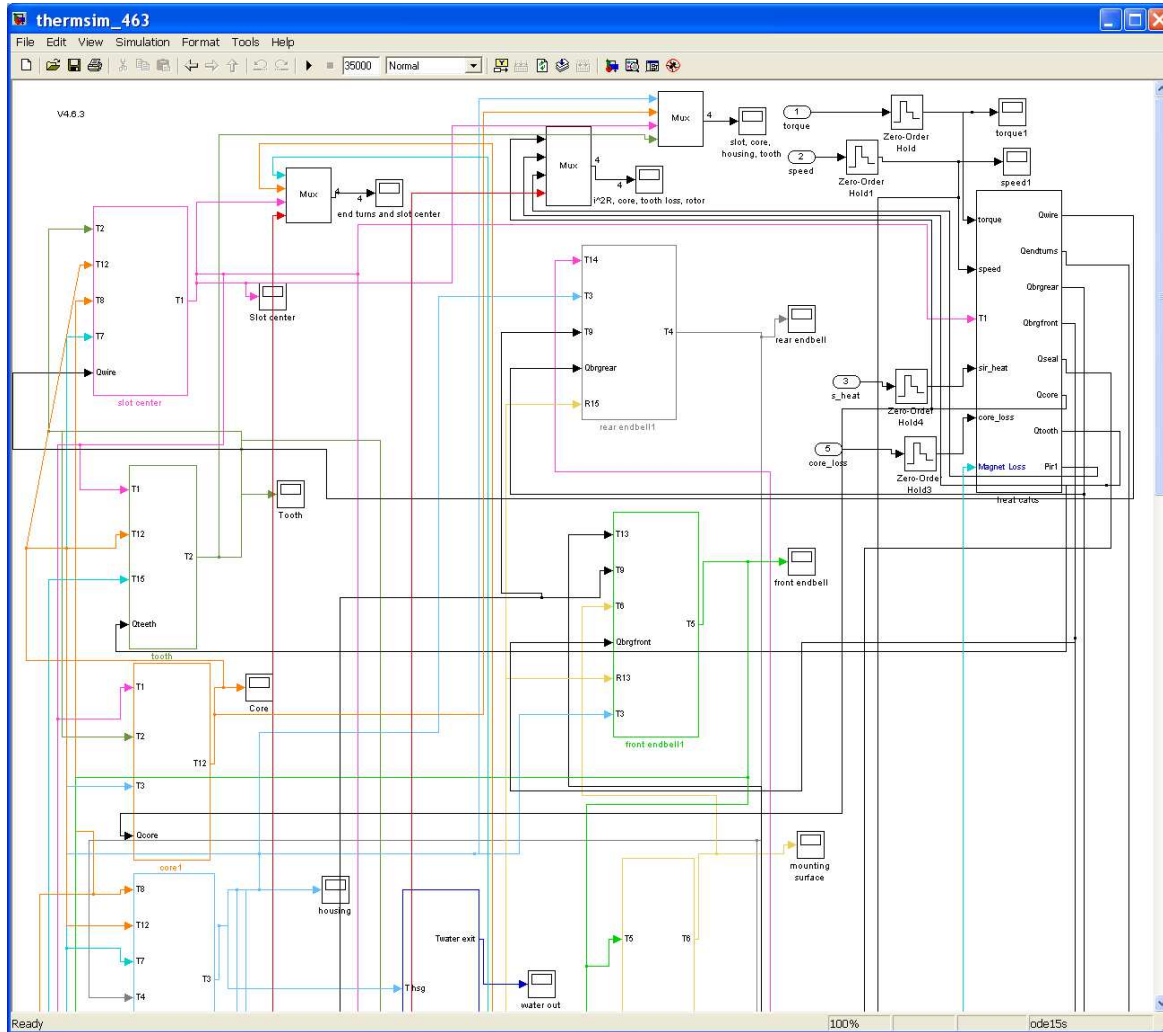 thermsim_463
File Edit View Simulation Format Tools Help
35000 Normal
V4.6.3
Mux
4
slot, core,
housing, tooth
Mux
4
4
i^2R, core, tooth loss, rotor
Mux
4
4
end turns and slot center
1
torque
Zero-Order
Hold
torque1
2
speed
Zero-Order
Hold1
speed1
T2
T12
T8
T7
Qwire
T1
slot center
Slot center
T14
T3
T9
Qbrgrear
R15
T4
rear endbell1
rear endbell
torque
speed
T1
sir_heat
core_loss
Magnet Loss
Qwire
Qendturns
Qbrgrear
Qbrgfront
Qseal
Qcore
Qtooth
Pir1
heat calcs
3
s_heat
Zero-Order
Hold4
5
core_loss
Zero-Order
Hold3
T1
T12
T15
Qteeth
T2
tooth
Tooth
T13
T9
T6
Qbrgfront
R13
T3
T5
front endbell1
front endbell
T1
T2
T3
Qcore
T12
core1
Core
mounting
surface
T8
T12
T7
T4
T3
housing
Twater exit
T hsg
water out
T5
T6
Ready
100%
ode15s